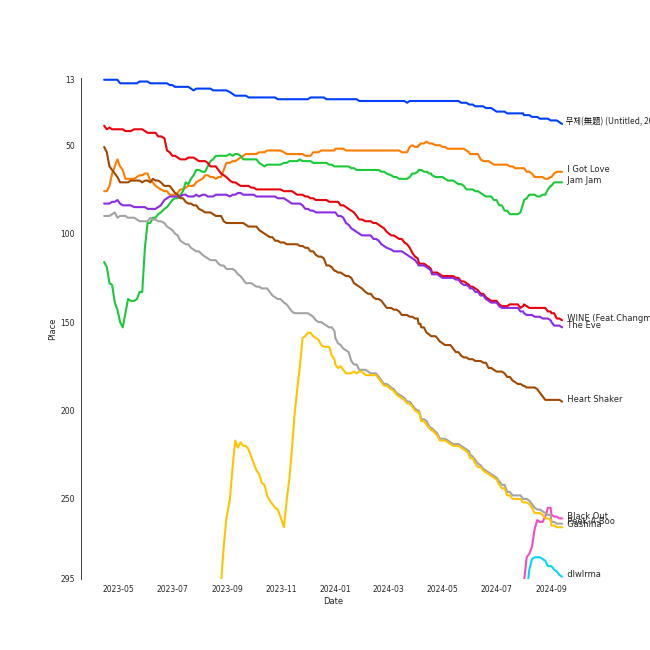 13
50
100
150
200
250
295
Place
2023-05
2023-07
2023-09
2023-11
2024-01
2024-03
2024-05
2024-07
2024-09
Date
무제(無題) (Untitled, 20
I Got Love
Jam Jam
WINE (Feat.Changm
The Eve
Heart Shaker
Black Out
Gashina
dlwlrma